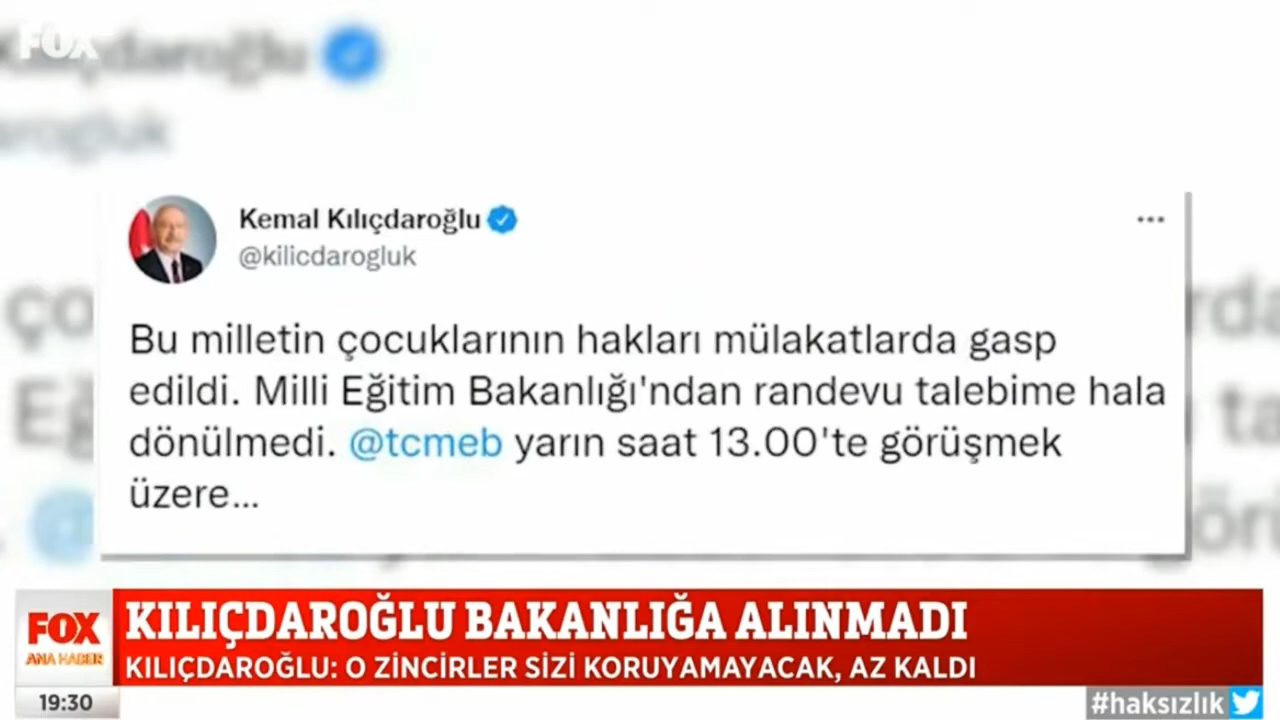 FOX
Kılıçdaroğlu
arogluk
Kemal Kılıçdaroğlu
@kilicdarogluk
Bu milletin çocuklarının hakları mülakatlarda gasp
edildi. Milli Eğitim Bakanlığı'ndan randevu talebime hala
dönülmedi. @tcmeb yarın saat 13.00'te görüşmek
üzere...
FOX
ANA HABER
KILIÇDAROĞLU BAKANLIĞA ALINMADI
KILIÇDAROĞLU: O ZİNCİRLER SİZİ KORUYAMAYACAK, AZ KALDI
19:30
#haksızlık